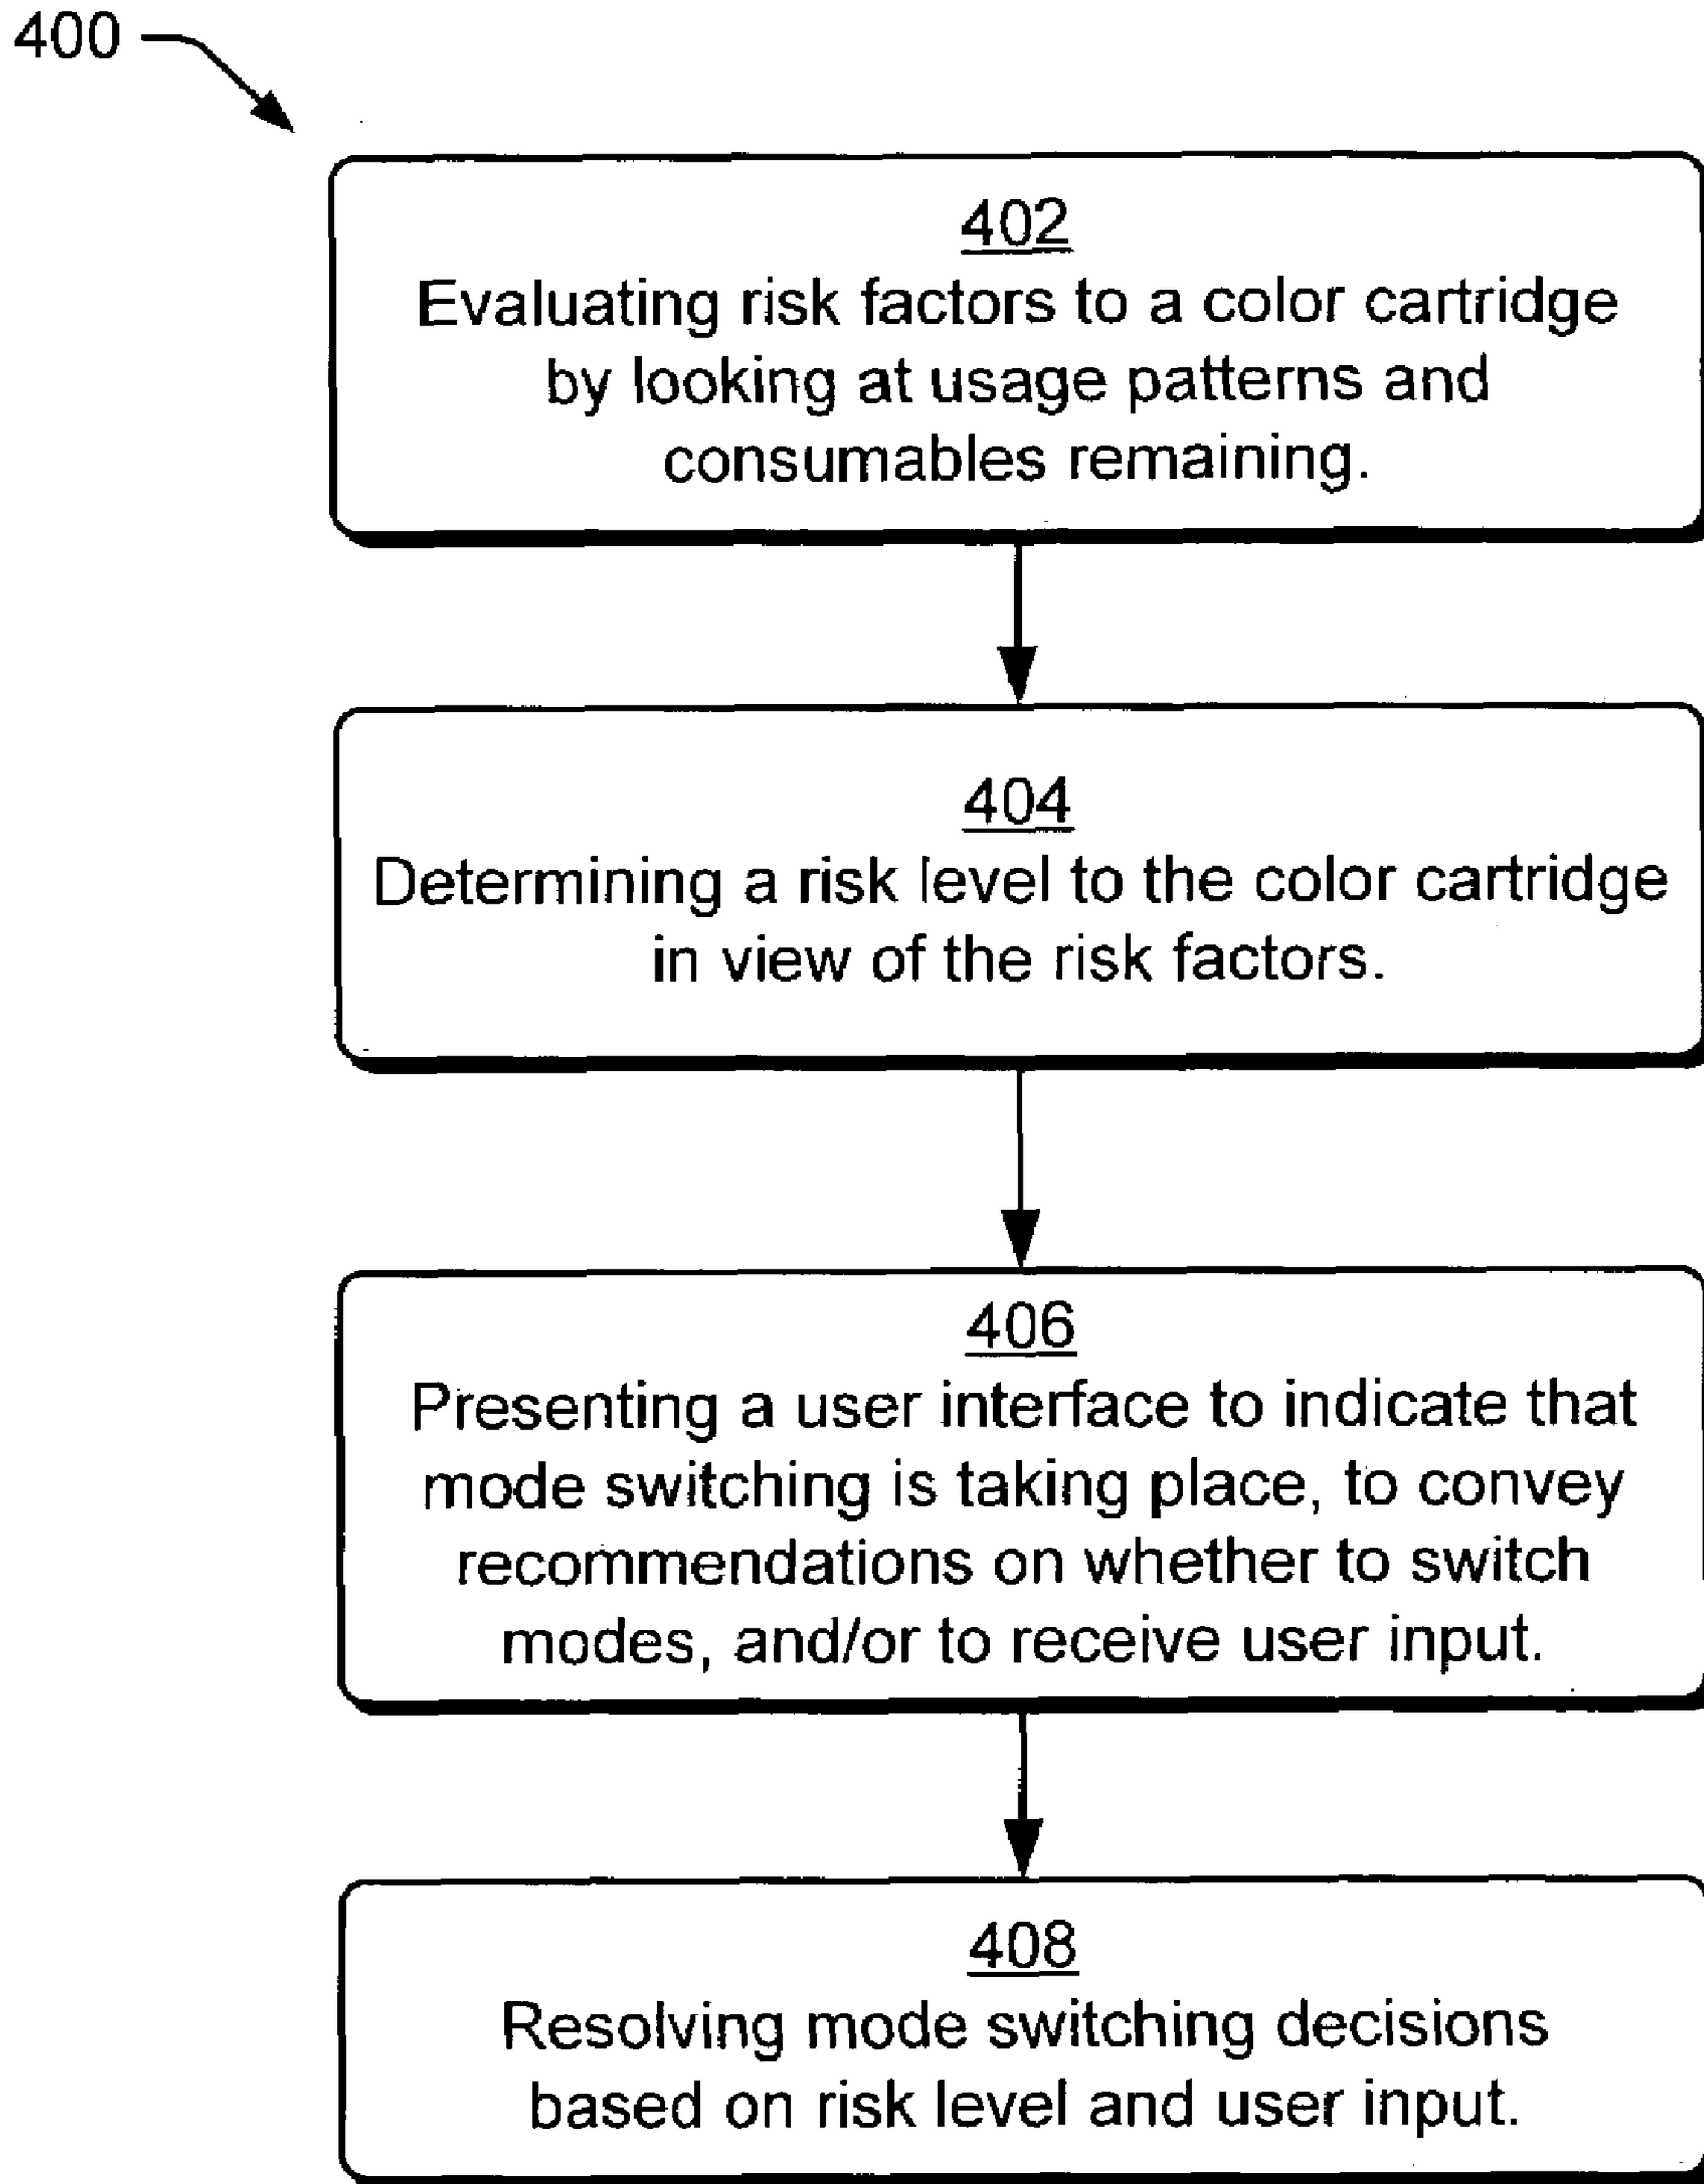 400
402
Evaluating risk factors to a color cartridge
by looking at usage patterns and
consumables remaining.
404
Determining a risk level to the color cartridge
in view of the risk factors.
406
Presenting a user interface to indicate that
mode switching is taking place, to convey
recommendations on whether to switch
modes, and/or to receive user input.
408
Resolving mode switching decisions
based on risk level and user input.